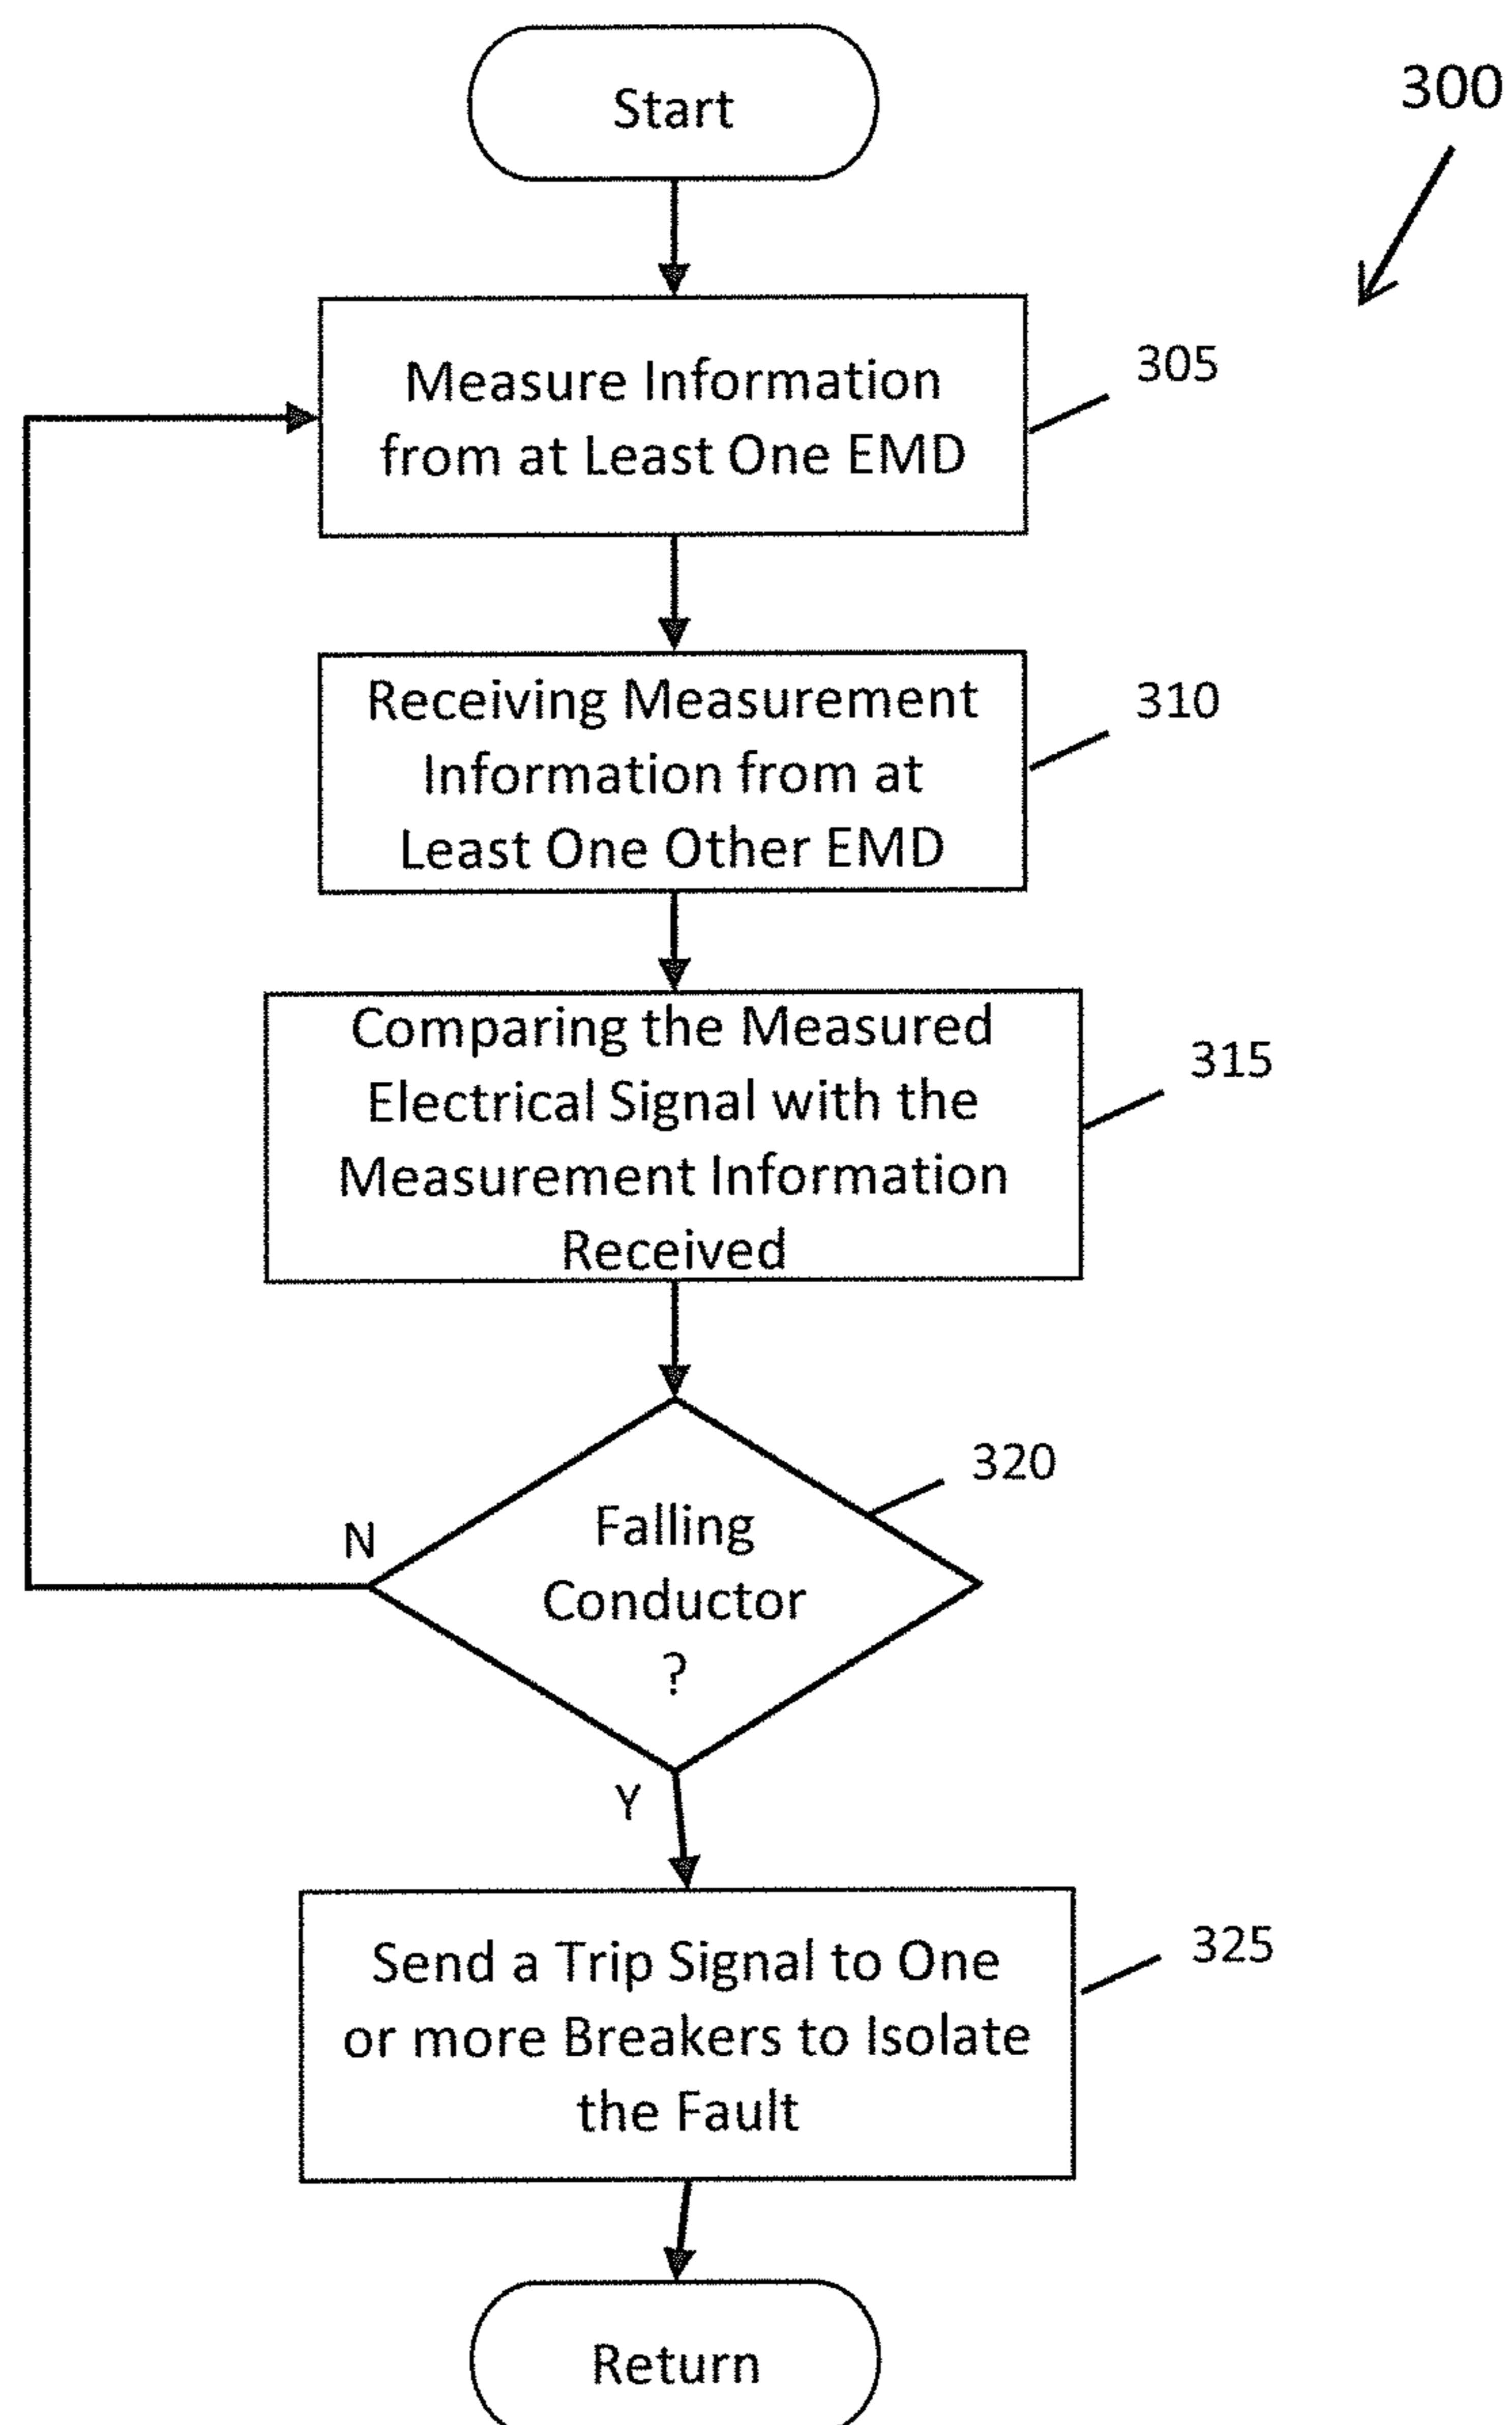 Start
300
Measure Information
from at Least One EMD
305
Receiving Measurement
Information from at
Least One Other EMD
310
Comparing the Measured
Electrical Signal with the
Measurement Information
Received
315
Falling
Conductor
?
320
N
Y
Send a Trip Signal to One
or more Breakers to Isolate
the Fault
325
Return